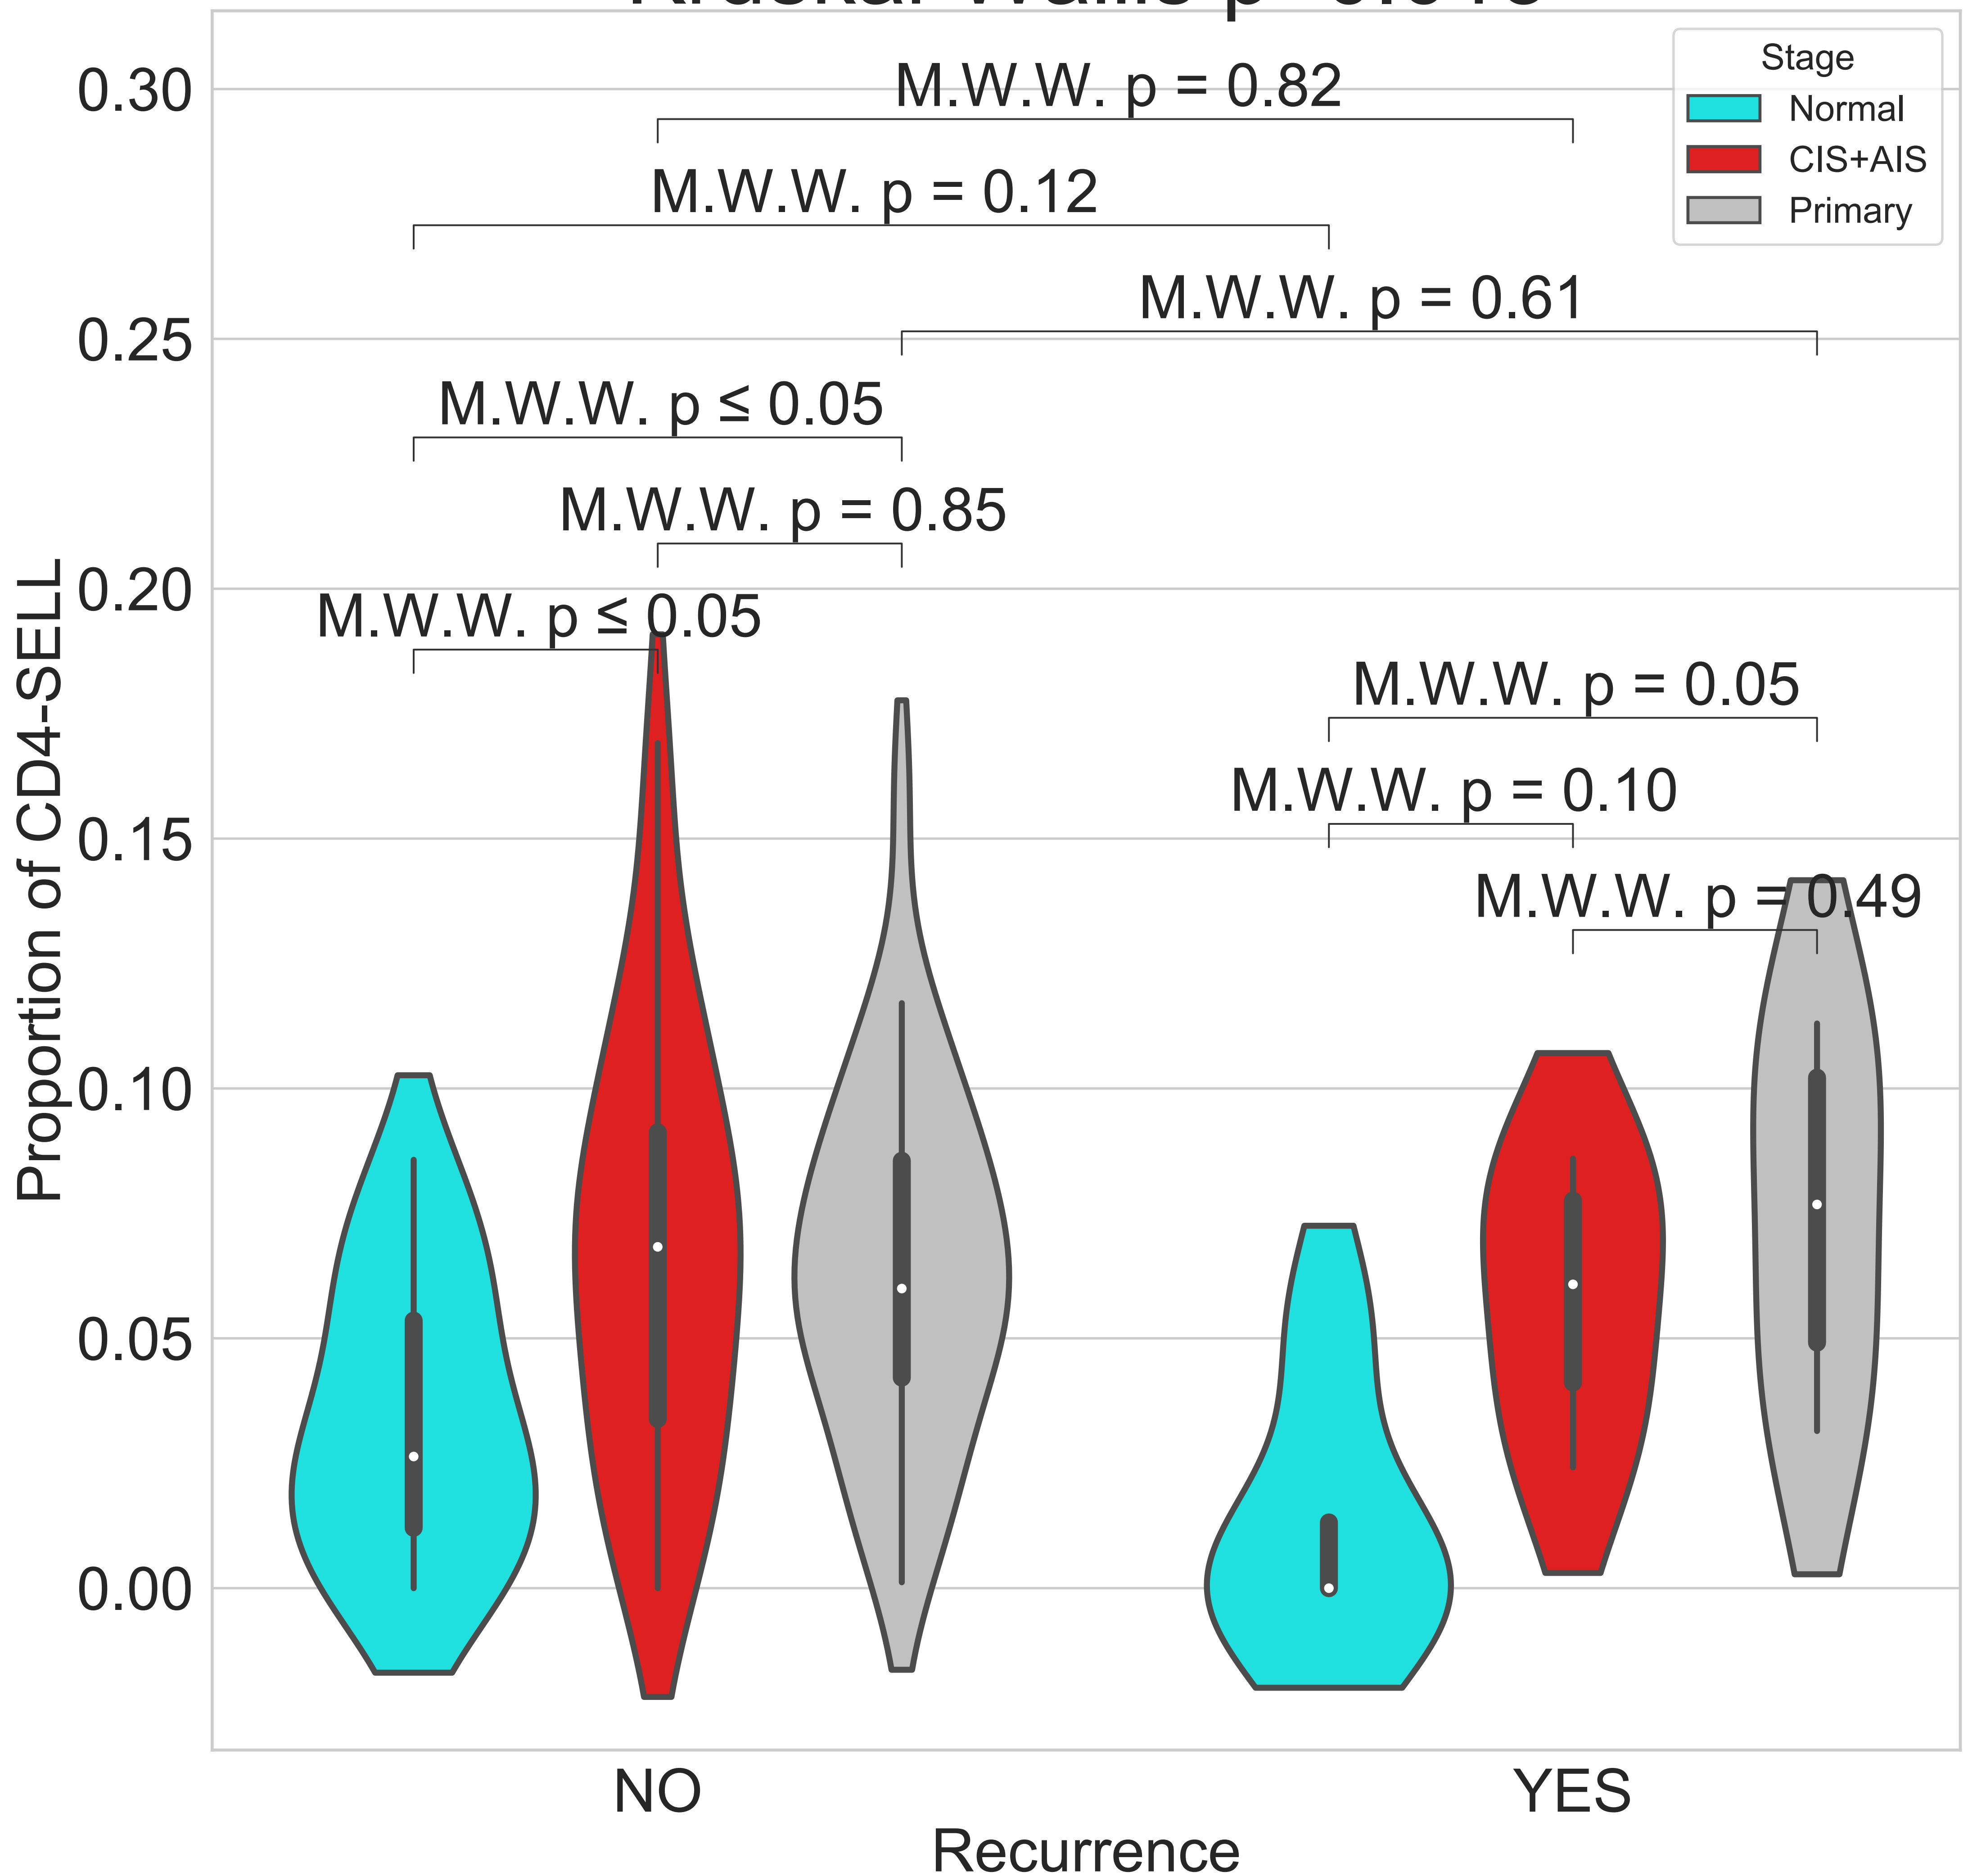 Stage
Normal
CIS+AIS
Primary
M.W.W. p = 0.82
M.W.W. p = 0.12
M.W.W. p = 0.61
M.W.W. p ≤ 0.05
M.W.W. p = 0.85
M.W.W. p ≤ 0.05
M.W.W. p = 0.05
M.W.W. p = 0.10
M.W.W. p = 0.49
Proportion of CD4-SELL
0.30
0.25
0.20
0.15
0.10
0.05
0.00
NO
YES
Recurrence